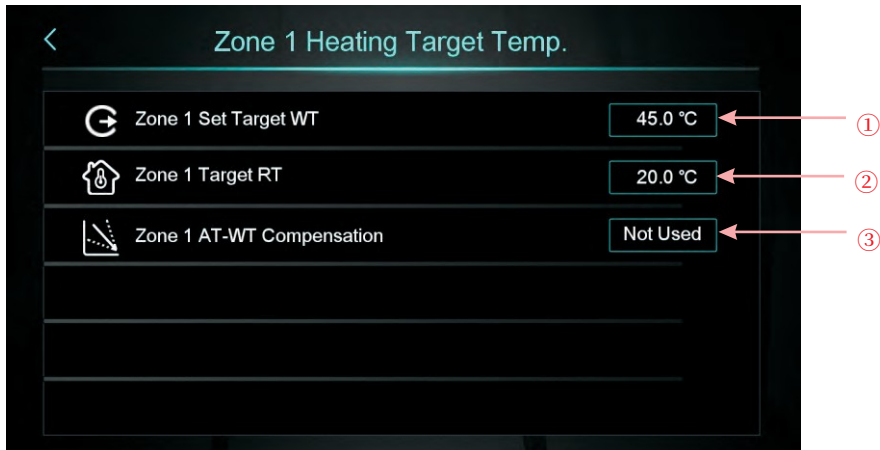 Zone 1 Heating Target Temp.
Zone 1 Set Target WT 45.0 ℃ ①
Zone 1 Target RT 20.0 ℃ ②
Zone 1 AT-WT Compensation Not Used ③